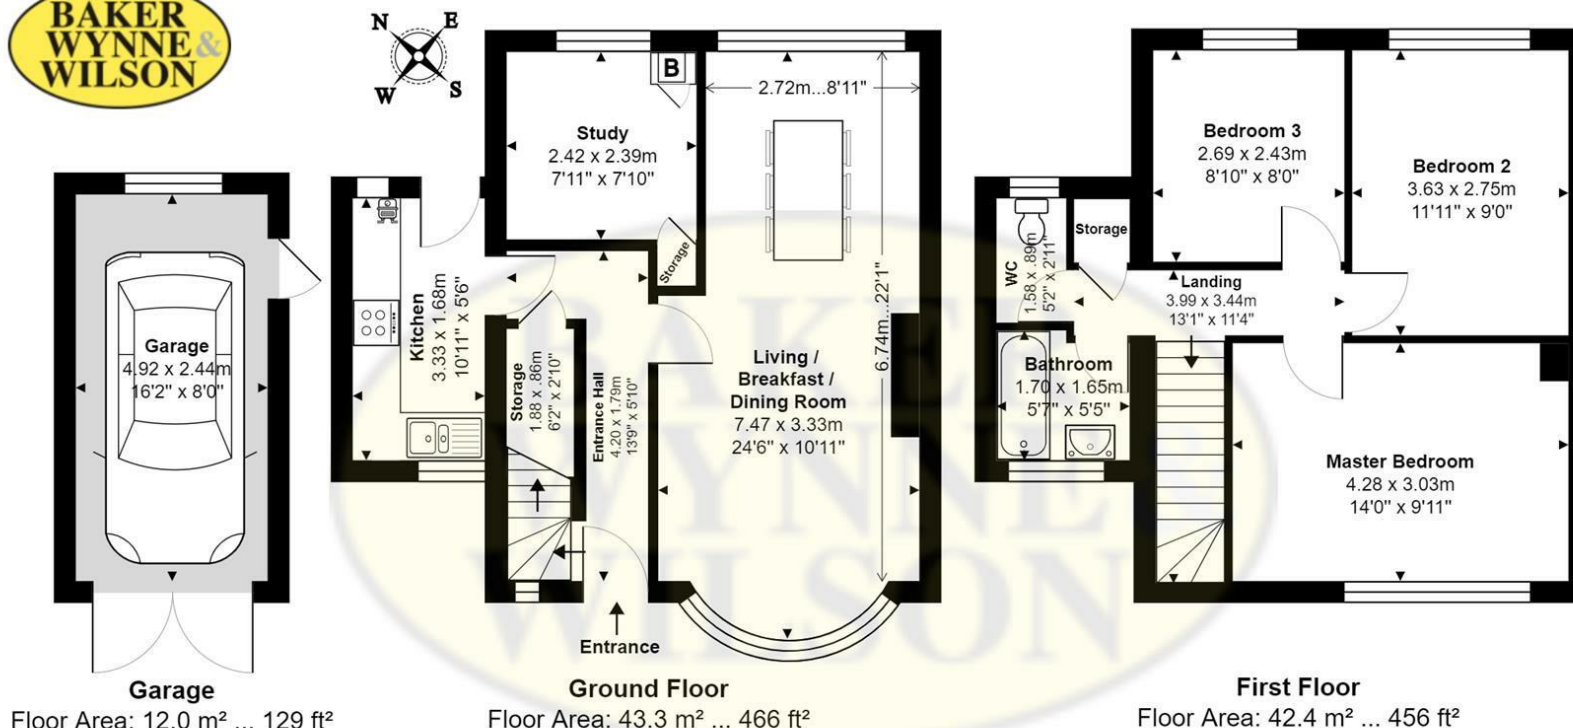 BAKER
WYNNE &
WILSON
N
E
W
S
Garage
4.92 x 2.44m
16'2" x 8'0"
Garage
Floor Area: 12.0 m² ... 129 ft²
B
2.72m...8'11"
Study
2.42 x 2.39m
7'11" x 7'10"
Storage
Kitchen
3.33 x 1.68m
10'11" x 5'6"
Storage
1.88 x .86m
6'2" x 2'10"
Entrance Hall
4.20 x 1.79m
13'9" x 5'10"
6.74m...22'1"
Living /
Breakfast /
Dining Room
7.47 x 3.33m
24'6" x 10'11"
Entrance
Ground Floor
Floor Area: 43.3 m² ... 466 ft²
Bedroom 3
2.69 x 2.43m
8'10" x 8'0"
Bedroom 2
3.63 x 2.75m
11'11" x 9'0"
WC
1.58 x .89m
5'2" x 2'11"
Storage
Landing
3.99 x 3.44m
13'1" x 11'4"
Bathroom
1.70 x 1.65m
5'7" x 5'5"
Master Bedroom
4.28 x 3.03m
14'0" x 9'11"
First Floor
Floor Area: 42.4 m² ... 456 ft²
BAKER
WYNNE
WILSON